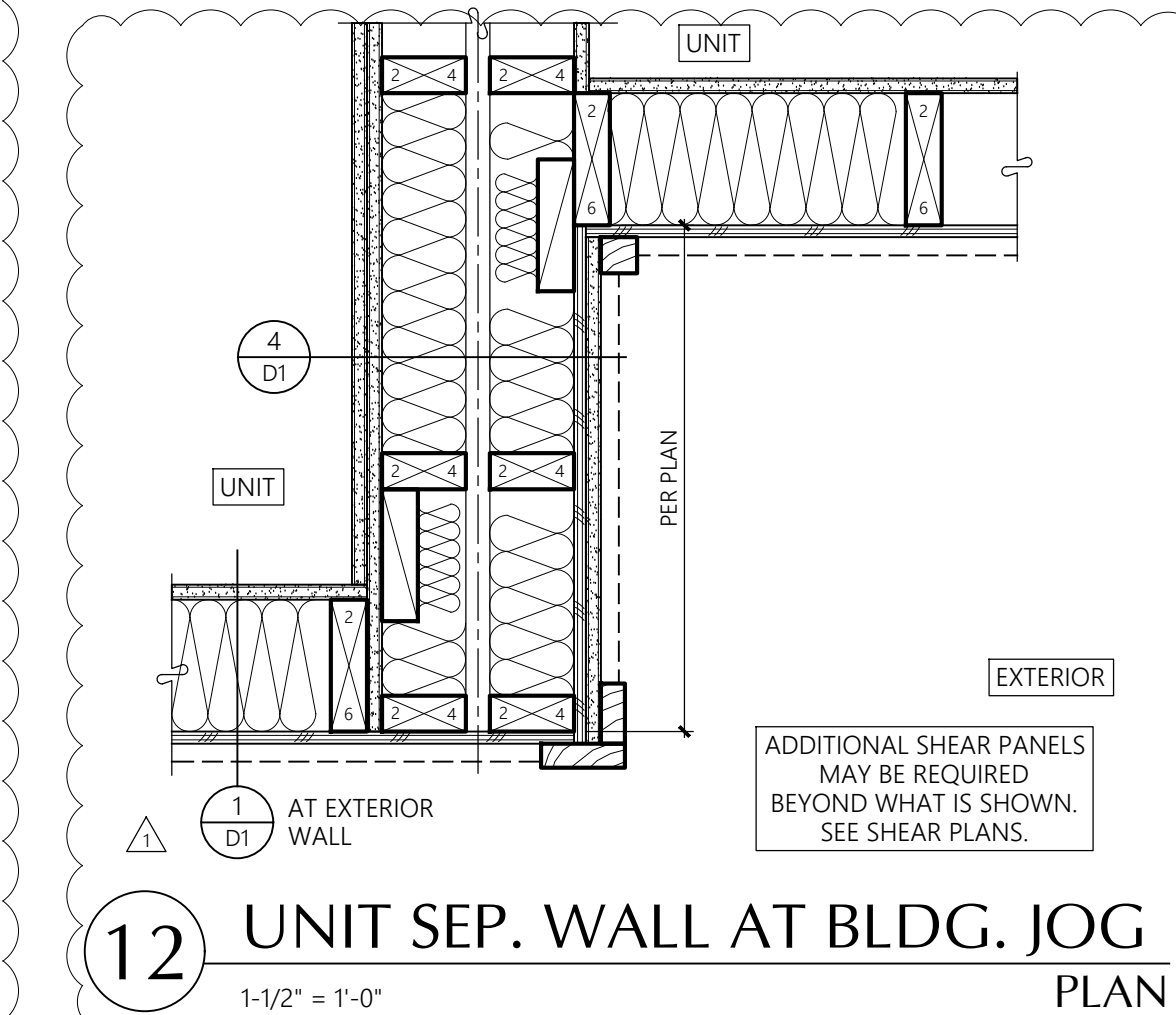 UNIT
2 4 2 4
2
6
2
6
4
D1
PER PLAN
2 4 2 4
UNIT
2
6
2 4 2 4
EXTERIOR
ADDITIONAL SHEAR PANELS
MAY BE REQUIRED
BEYOND WHAT IS SHOWN.
SEE SHEAR PLANS.
1
1
D1
AT EXTERIOR
WALL
12
UNIT SEP. WALL AT BLDG. JOG
1-1/2" = 1'-0"
PLAN